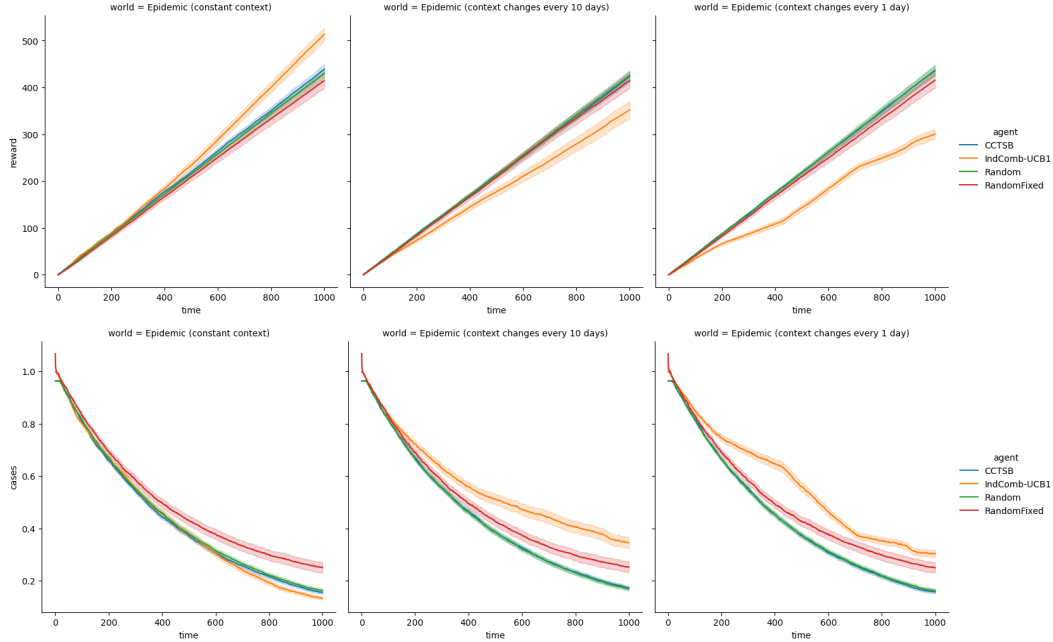 world = Epidemic (constant context)
world = Epidemic (context changes every 10 days)
world = Epidemic (context changes every 1 day)
reward
500
400
300
200
100
0
0 200 400 600 800 1000
0 200 400 600 800 1000
0 200 400 600 800 1000
time
time
time
agent
CCTSB
IndComb-UCB1
Random
RandomFixed
world = Epidemic (constant context)
world = Epidemic (context changes every 10 days)
world = Epidemic (context changes every 1 day)
cases
1.0
0.8
0.6
0.4
0.2
0 200 400 600 800 1000
0 200 400 600 800 1000
0 200 400 600 800 1000
time
time
time
agent
CCTSB
IndComb-UCB1
Random
RandomFixed